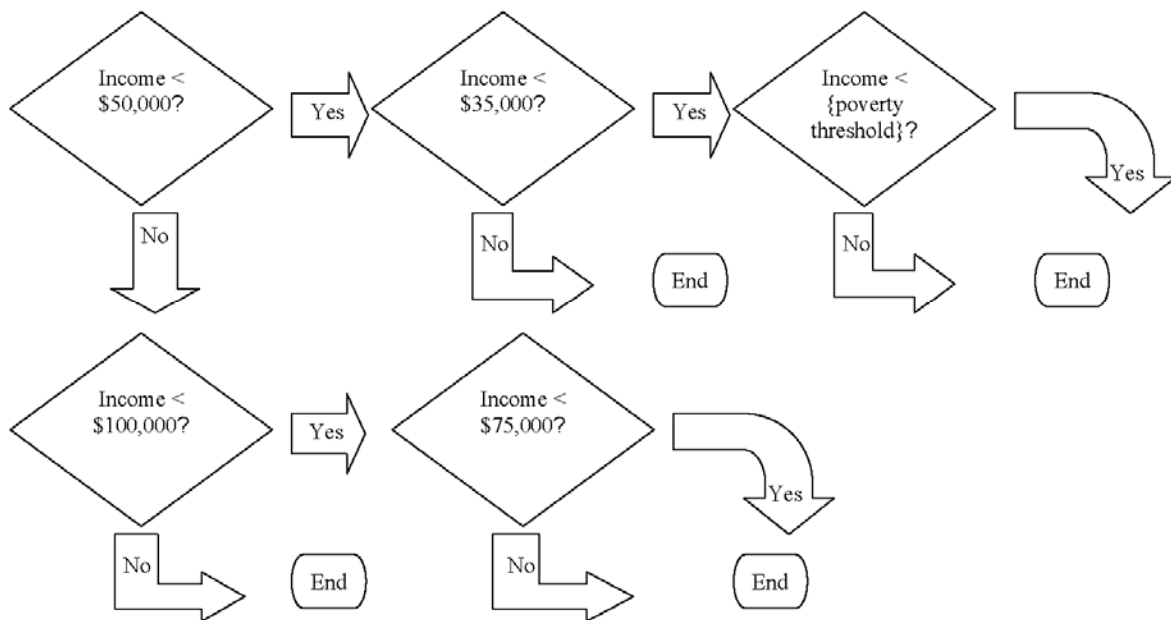 Income <
$50,000?
Yes
Income <
$35,000?
Yes
Income <
{poverty
threshold}?
Yes
No
No
End
No
End
Income <
$100,000?
Yes
Income <
$75,000?
Yes
No
End
No
End